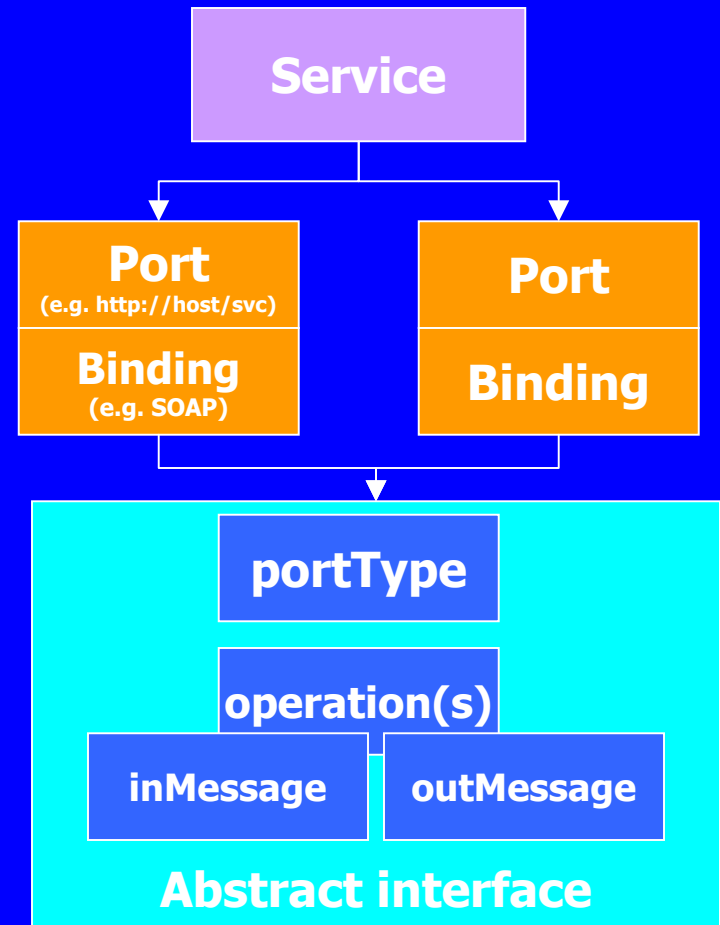 Service
Port
(e.g. http://host/svc)
Binding
(e.g. SOAP)
Port
Binding
portType
operation(s)
inMessage
outMessage
Abstract interface